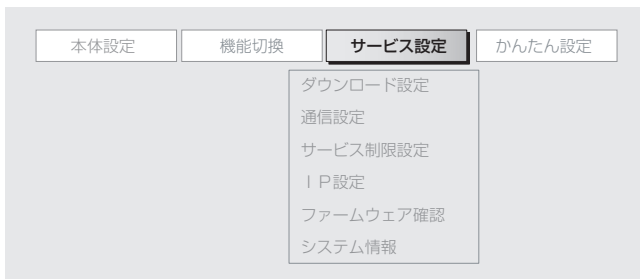 本体設定 機能切換 サービス設定 かんたん設定
ダウンロード設定
通信設定
サービス制限設定
ＩＰ設定
ファームウェア確認
システム情報